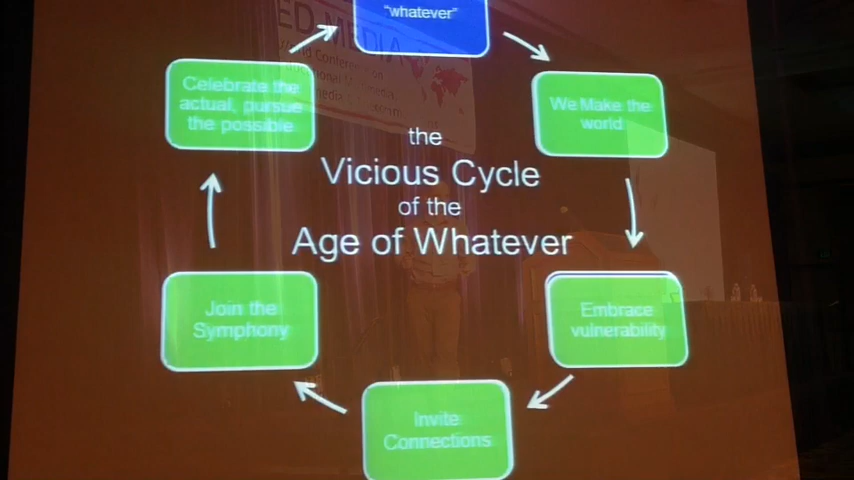 "whatever"
ED MEDIA
We Make the
world
Celebrate the
actual, pursue
the possible
the
Vicious Cycle
of the
Age of Whatever
Embrace
vulnerability
Join the
Symphony
Invite
Connections